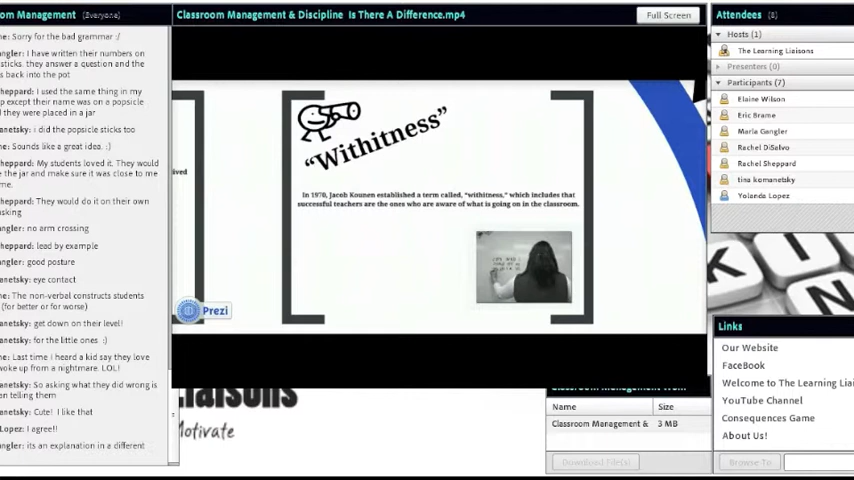 om Management (Everyone)
ne: Sorry for the bad grammar :/
angler: I have written their numbers on
sticks. they answer a question and the
s back into the pot
heppard: I used the same thing in my
p except their name was on a popsicle
d they were placed in a jar
anetsky: i did the popsicle sticks too
me: Sounds like a great idea. :)
heppard: My students loved it. They would
e the jar and make sure it was close to me
me.
heppard: They would do it on their own
asking
angler: no arm crossing
heppard: lead by example
angler: good posture
anetsky: eye contact
ne: The non-verbal constructs students
(for better or for worse)
anetsky: get down on their level!
anetsky: for the little ones :)
ne: Last time I heard a kid say they love
woke up from a nightmare. LOL!
anetsky: So asking what they did wrong is
en telling them
anetsky: Cute! I like that
Lopez: I agree!!
angler: its an explanation in a different
Classroom Management & Discipline Is There A Difference.mp4
Full Screen
ived
"Withitness"
In 1970, Jacob Kounen established a term called, "withitness," which includes that
successful teachers are the ones who are aware of what is going on in the classroom.
Prezi
Liaisons
Motivate
Name Size
Classroom Management & 3 MB
Download File(s)
Attendees (8)
Hosts (1)
The Learning Liaisons
Presenters (0)
Participants (7)
Elaine Wilson
Eric Brame
Marla Gangler
Rachel DiSalvo
Rachel Sheppard
tina komanetsky
Yolanda Lopez
K I S
I N
Links
Our Website
FaceBook
Welcome to The Learning Liai
YouTube Channel
Consequences Game
About Us!
Browse To